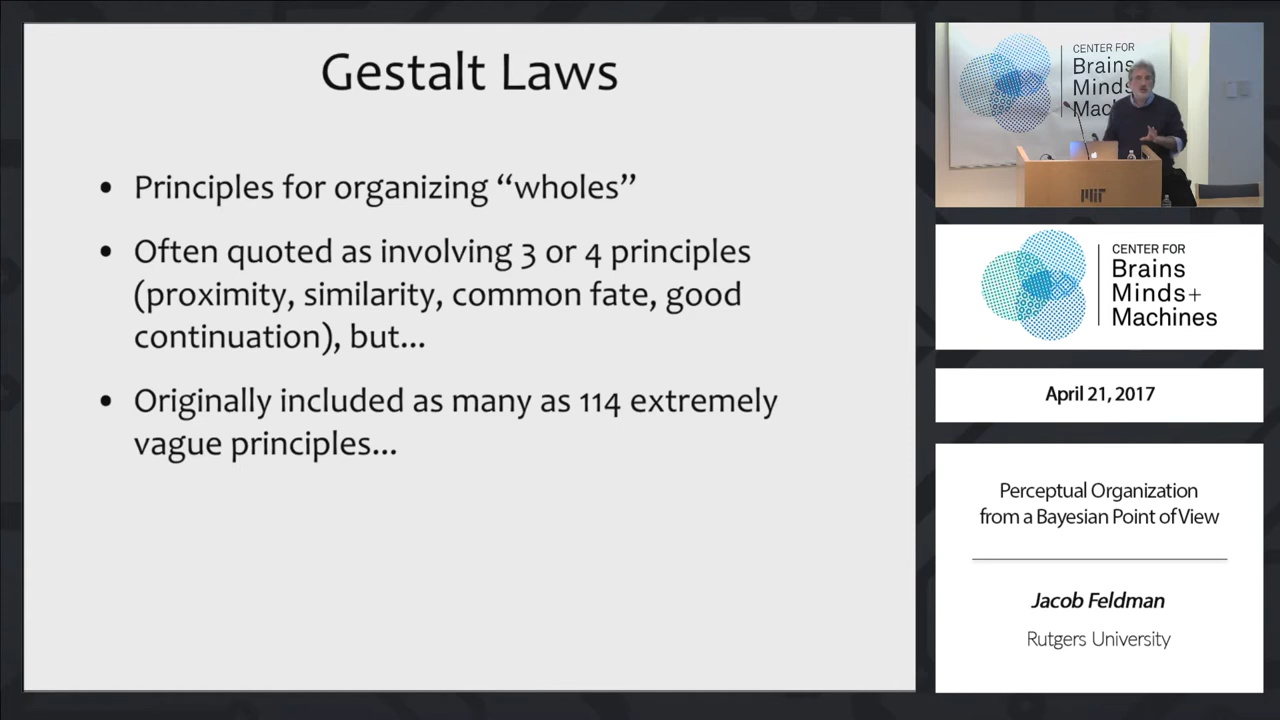 Gestalt Laws
• Principles for organizing “wholes”
• Often quoted as involving 3 or 4 principles
(proximity, similarity, common fate, good
continuation), but...
• Originally included as many as 114 extremely
vague principles...
CENTER FOR
Brains
Minds
Mac
MIT
CENTER FOR
Brains
Minds+
Machines
April 21, 2017
Perceptual Organization
from a Bayesian Point of View
Jacob Feldman
Rutgers University